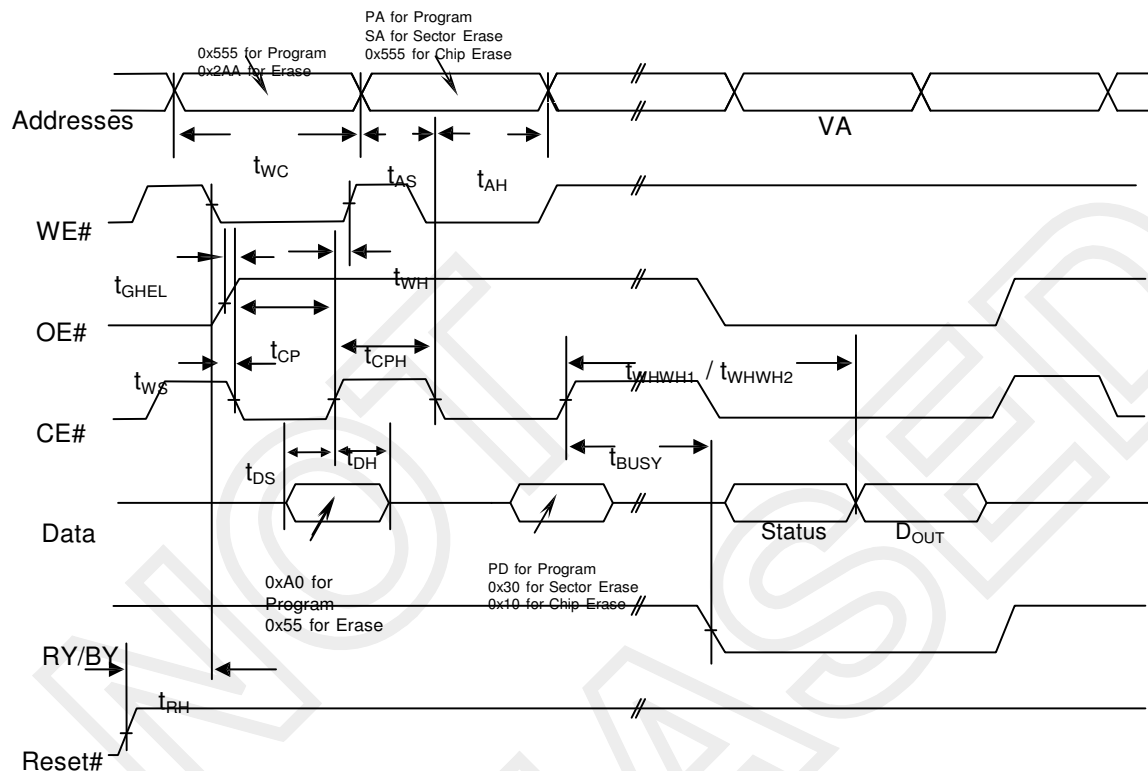 PA for Program
SA for Sector Erase
0x555 for Chip Erase
0x555 for Program
0x2AA for Erase
Addresses
VA
tWC
tAS
tAH
WE#
tGHEL
tWH
OE#
tCP
tCPH
tWHWH1 / tWHWH2
tWS
CE#
tBUSY
tDS
tDH
Data
Status
DOUT
0xA0 for
Program
0x55 for Erase
PD for Program
0x30 for Sector Erase
0x10 for Chip Erase
RY/BY
tRH
Reset#
NOT